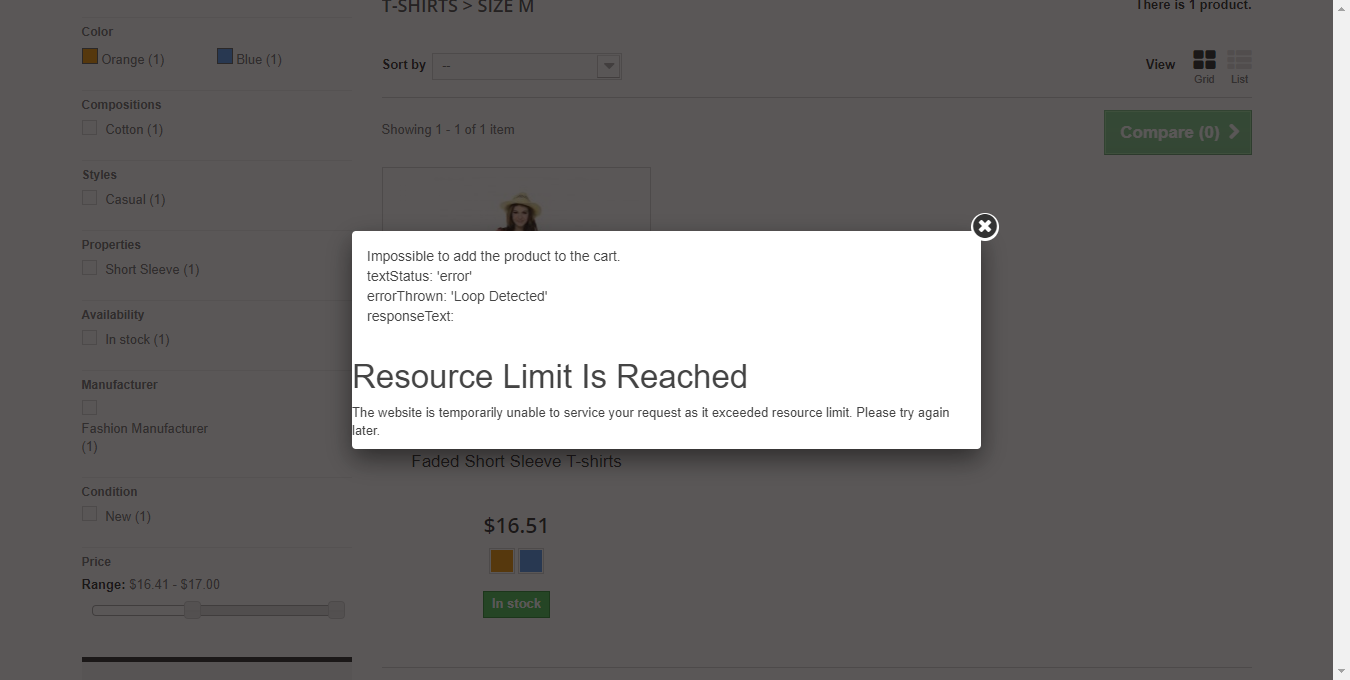 T-SHIRTS > SIZE M
There is 1 product.
Color
Orange (1)
Blue (1)
Compositions
Cotton (1)
Styles
Casual (1)
Properties
Short Sleeve (1)
Availability
In stock (1)
Manufacturer
Fashion Manufacturer
(1)
Condition
New (1)
Price
Range: $16.41 - $17.00
Sort by
--
View
Grid
List
Showing 1 - 1 of 1 item
Compare (0)
Impossible to add the product to the cart.
textStatus: 'error'
errorThrown: 'Loop Detected'
responseText:
Resource Limit Is Reached
The website is temporarily unable to service your request as it exceeded resource limit. Please try again
later.
Faded Short Sleeve T-shirts
$16.51
In stock